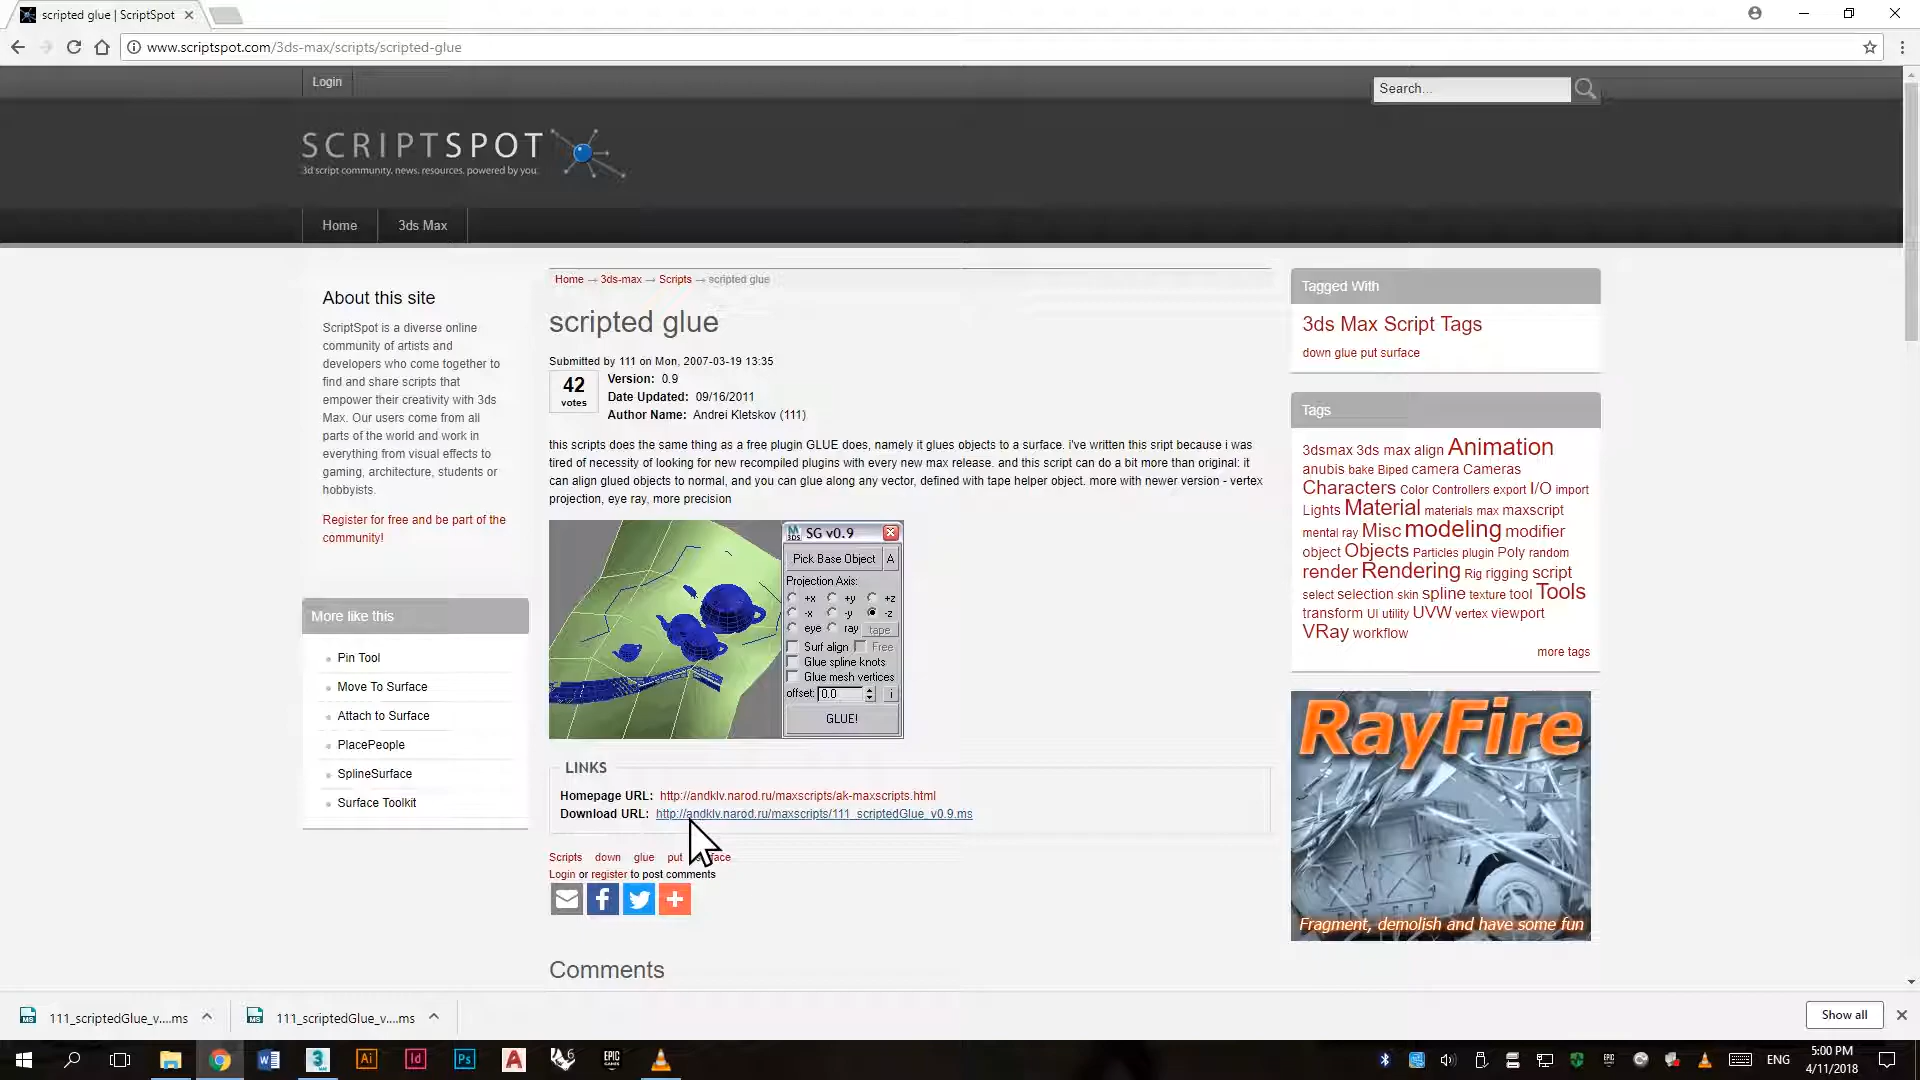 scripted glue | ScriptSpot
www.scriptspot.com/3ds-max/scripts/scripted-glue
Login
Search...
SCRIPTSPOT
3d script community. news. resources. powered by you.
Home
3ds Max
About this site
ScriptSpot is a diverse online
community of artists and
developers who come together to
find and share scripts that
empower their creativity with 3ds
Max. Our users come from all
parts of the world and work in
everything from visual effects to
gaming, architecture, students or
hobbyists.
Register for free and be part of the
community!
More like this
Pin Tool
Move To Surface
Attach to Surface
PlacePeople
SplineSurface
Surface Toolkit
Home → 3ds-max → Scripts → scripted glue
scripted glue
Submitted by 111 on Mon, 2007-03-19 13:35
42
votes
Version: 0.9
Date Updated: 09/16/2011
Author Name: Andrei Kletskov (111)
this scripts does the same thing as a free plugin GLUE does, namely it glues objects to a surface. i've written this sript because i was
tired of necessity of looking for new recompiled plugins with every new max release. and this script can do a bit more than original: it
can align glued objects to normal, and you can glue along any vector, defined with tape helper object. more with newer version - vertex
projection, eye ray, more precision
SG v0.9
Pick Base Object A
Projection Axis:
+x +y +z
-x -y -z
eye ray tape
Surf align Free
Glue spline knots
Glue mesh vertices
offset: 0.0 i
GLUE!
LINKS
Homepage URL: http://andklv.narod.ru/maxscripts/ak-maxscripts.html
Download URL: http://andklv.narod.ru/maxscripts/111_scriptedGlue_v0.9.ms
Scripts down glue put
Login or register to post comments
Comments
Tagged With
3ds Max Script Tags
down glue put surface
Tags
3dsmax 3ds max align Animation
anubis bake Biped camera Cameras
Characters Color Controllers export I/O import
Lights Material materials max maxscript
mental ray Misc modeling modifier
object Objects Particles plugin Poly random
render Rendering Rig rigging script
select selection skin spline texture tool Tools
transform UI utility UVW vertex viewport
VRay workflow
more tags
RayFire
Fragment, demolish and have some fun
111_scriptedGlue_v....ms
111_scriptedGlue_v....ms
Show all
W
3
Ai
Id
Ps
A
6
EPIC
GAMES
EPIC
ENG
5:00 PM
4/11/2018